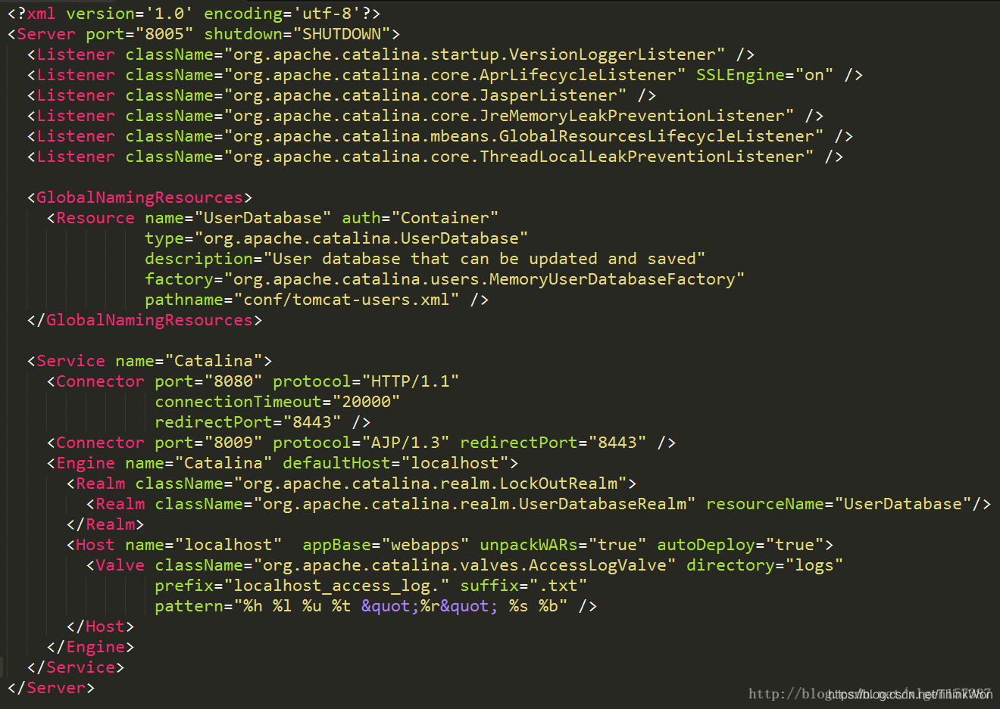 <?xml version='1.0' encoding='utf-8'?>
<Server port="8005" shutdown="SHUTDOWN">
  <Listener className="org.apache.catalina.startup.VersionLoggerListener" />
  <Listener className="org.apache.catalina.core.AprLifecycleListener" SSLEngine="on" />
  <Listener className="org.apache.catalina.core.JasperListener" />
  <Listener className="org.apache.catalina.core.JreMemoryLeakPreventionListener" />
  <Listener className="org.apache.catalina.mbeans.GlobalResourcesLifecycleListener" />
  <Listener className="org.apache.catalina.core.ThreadLocalLeakPreventionListener" />

  <GlobalNamingResources>
    <Resource name="UserDatabase" auth="Container"
              type="org.apache.catalina.UserDatabase"
              description="User database that can be updated and saved"
              factory="org.apache.catalina.users.MemoryUserDatabaseFactory"
              pathname="conf/tomcat-users.xml" />
  </GlobalNamingResources>

  <Service name="Catalina">
    <Connector port="8080" protocol="HTTP/1.1"
               connectionTimeout="20000"
               redirectPort="8443" />
    <Connector port="8009" protocol="AJP/1.3" redirectPort="8443" />
    <Engine name="Catalina" defaultHost="localhost">
      <Realm className="org.apache.catalina.realm.LockOutRealm">
        <Realm className="org.apache.catalina.realm.UserDatabaseRealm" resourceName="UserDatabase"/>
      </Realm>
      <Host name="localhost"  appBase="webapps" unpackWARs="true" autoDeploy="true">
        <Valve className="org.apache.catalina.valves.AccessLogValve" directory="logs"
               prefix="localhost_access_log." suffix=".txt"
               pattern="%h %l %u %t &quot;%r&quot; %s %b" />
      </Host>
    </Engine>
  </Service>
</Server>
https://blog.csdn.net/ThinkWon